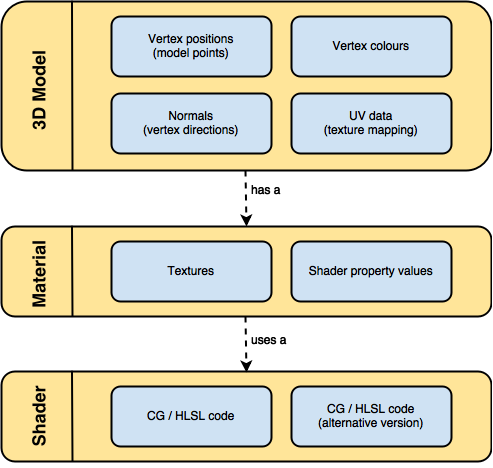 3D Model
Vertex positions
(model points)
Vertex colours
Normals
(vertex directions)
UV data
(texture mapping)
has a
Material
Textures
Shader property values
uses a
Shader
CG / HLSL code
CG / HLSL code
(alternative version)